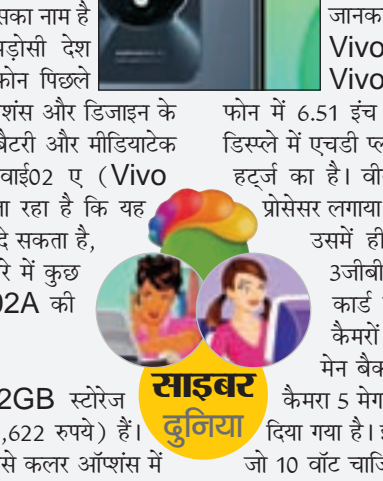 सका नाम है
ड़ोसी देश
कोन पिछले
शंस और डिजाइन के
बैटरी और मीडियाटेक
वाई02 ए (Vivo
ता रहा है कि यह
दे सकता है,
रे में कुछ
02A की
2GB स्टोरेज
,622 रुपये) हैं।
से कलर ऑप्शंस में
साइबर
दुनिया
जानक
Vivo
Vivo
फोन में 6.51 इंच
डिस्प्ले में एचडी प्ल
हर्ट्ज का है। वी
प्रोसेसर लगाया
उसमें ही
3जीबी
कार्ड
कैमरों
मेन बैक
कैमरा 5 मेग
दिया गया है। इ
जो 10 वॉट चार्जि